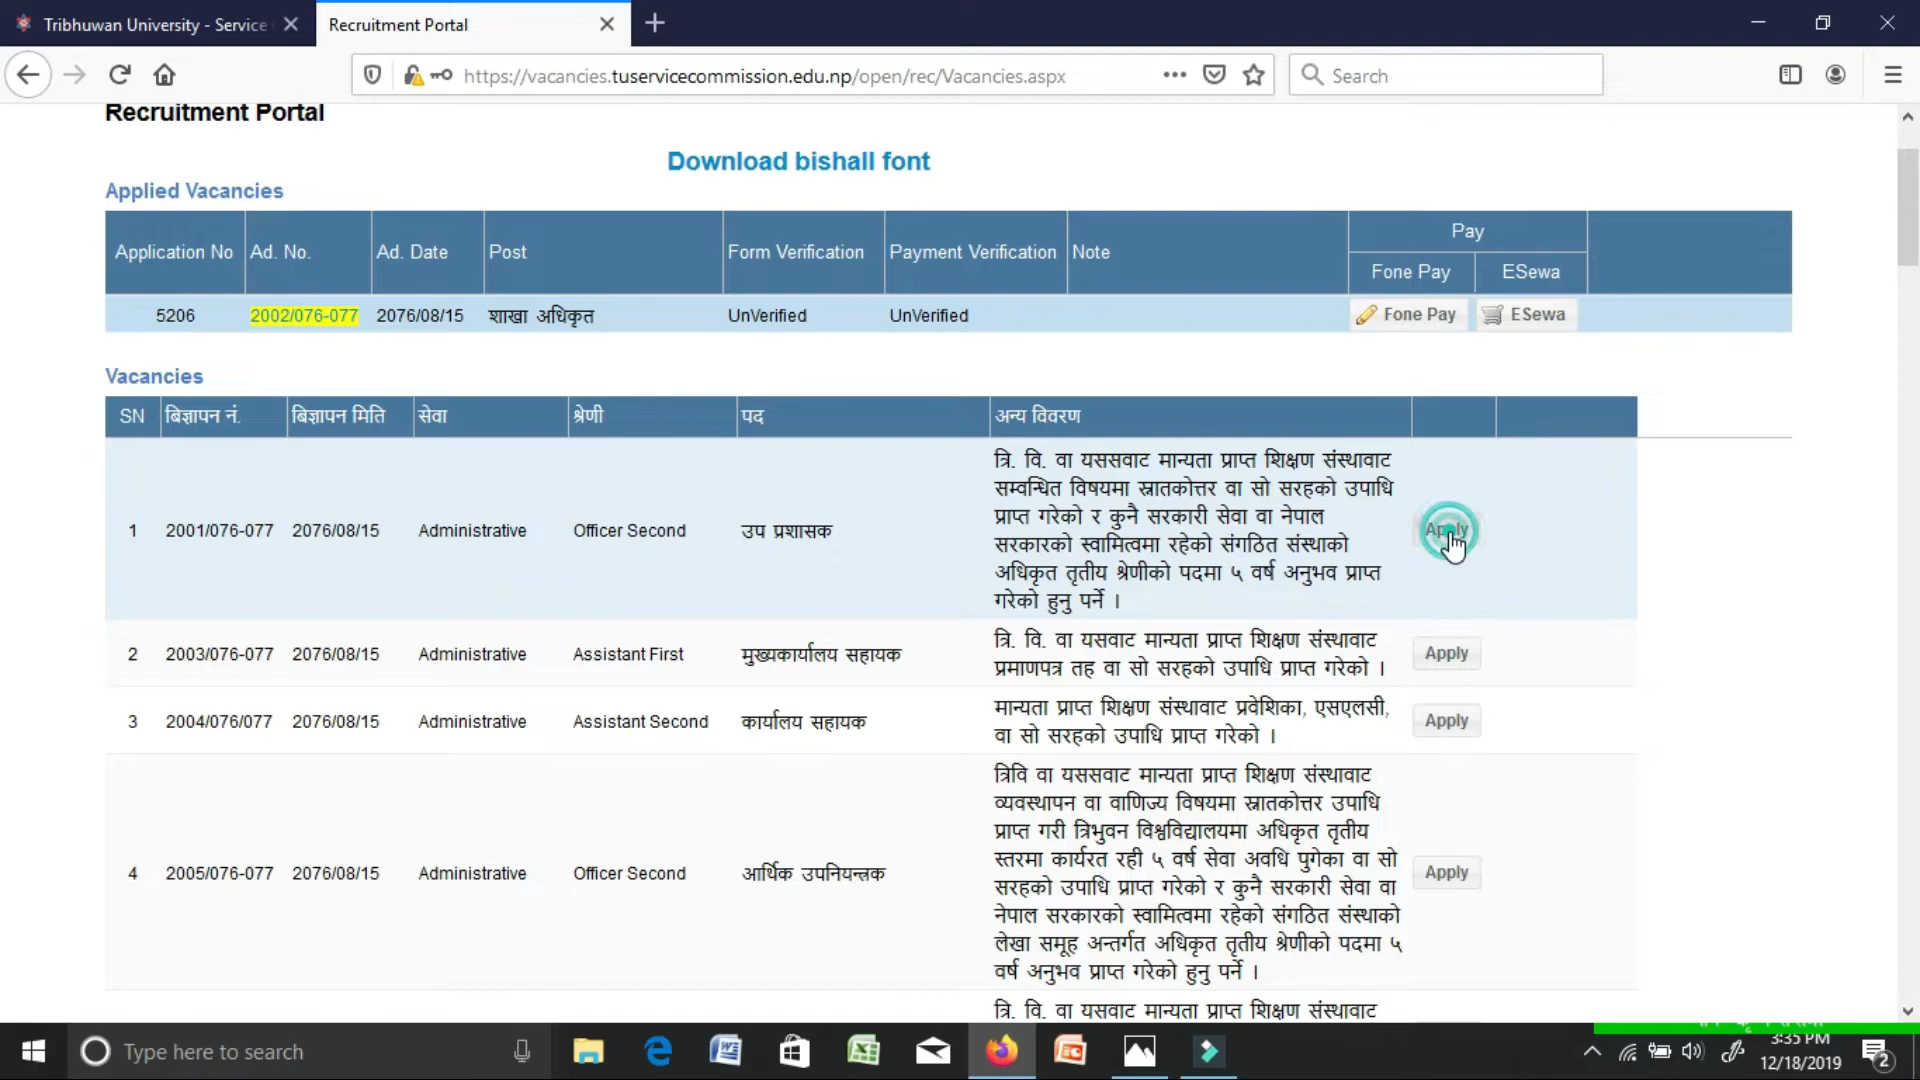 Tribhuwan University - Service
Recruitment Portal
https://vacancies.tuservicecommission.edu.np/open/rec/Vacancies.aspx
Search
Recruitment Portal
Download bishall font
Applied Vacancies
Application No Ad. No. Ad. Date Post Form Verification Payment Verification Note Pay
Fone Pay ESewa
5206 2002/076-077 2076/08/15 शाखा अधिकृत UnVerified UnVerified Fone Pay ESewa
Vacancies
SN बिज्ञापन नं. बिज्ञापन मिति सेवा श्रेणी पद अन्य विवरण
त्रि. वि. वा यससवाट मान्यता प्राप्त शिक्षण संस्थावाट
सम्वन्धित विषयमा स्नातकोत्तर वा सो सरहको उपाधि
प्राप्त गरेको र कुनै सरकारी सेवा वा नेपाल
1 2001/076-077 2076/08/15 Administrative Officer Second उप प्रशासक Apply
सरकारको स्वामित्वमा रहेको संगठित संस्थाको
अधिकृत तृतीय श्रेणीको पदमा ५ वर्ष अनुभव प्राप्त
गरेको हुनु पर्ने ।
त्रि. वि. वा यसवाट मान्यता प्राप्त शिक्षण संस्थावाट
2 2003/076-077 2076/08/15 Administrative Assistant First मुख्यकार्यालय सहायक Apply
प्रमाणपत्र तह वा सो सरहको उपाधि प्राप्त गरेको ।
मान्यता प्राप्त शिक्षण संस्थावाट प्रवेशिका, एसएलसी,
3 2004/076/077 2076/08/15 Administrative Assistant Second कार्यालय सहायक Apply
वा सो सरहको उपाधि प्राप्त गरेको ।
त्रिवि वा यससवाट मान्यता प्राप्त शिक्षण संस्थावाट
व्यवस्थापन वा वाणिज्य विषयमा स्नातकोत्तर उपाधि
प्राप्त गरी त्रिभुवन विश्वविद्यालयमा अधिकृत तृतीय
स्तरमा कार्यरत रही ५ वर्ष सेवा अवधि पुगेका वा सो
4 2005/076-077 2076/08/15 Administrative Officer Second आर्थिक उपनियन्त्रक Apply
सरहको उपाधि प्राप्त गरेको र कुनै सरकारी सेवा वा
नेपाल सरकारको स्वामित्वमा रहेको संगठित संस्थाको
लेखा समूह अन्तर्गत अधिकृत तृतीय श्रेणीको पदमा ५
वर्ष अनुभव प्राप्त गरेको हुनु पर्ने ।
त्रि. वि. वा यसवाट मान्यता प्राप्त शिक्षण संस्थावाट
Type here to search
3:35 PM
12/18/2019
2